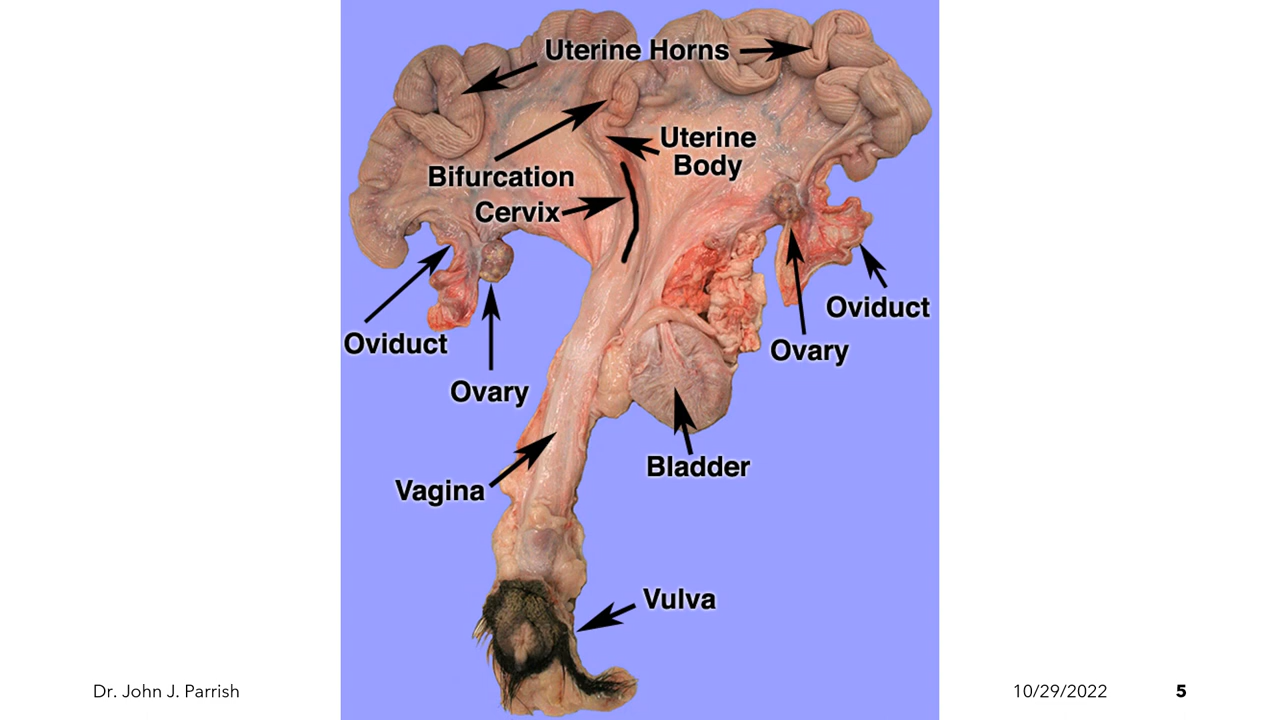 Uterine Horns
Uterine
Body
Bifurcation
Cervix
Oviduct
Oviduct
Ovary
Ovary
Bladder
Vagina
Vulva
Dr. John J. Parrish
10/29/2022
5